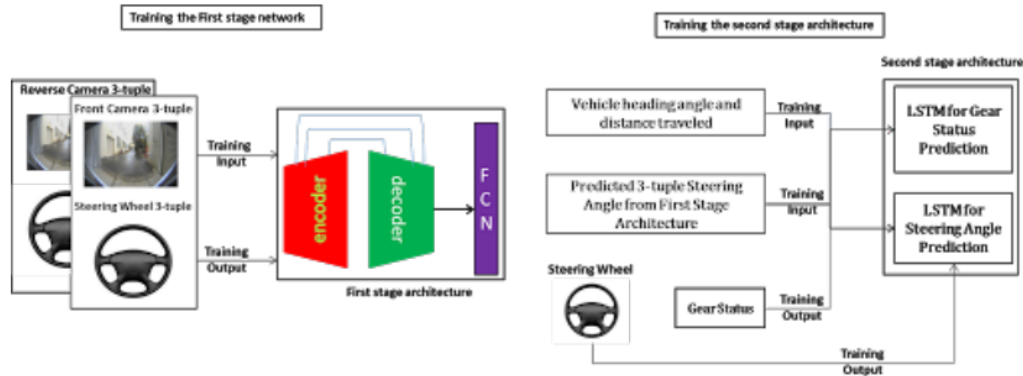 Training the First stage network
Reverse Camera 3-tuple
Front Camera 3-tuple
Steering Wheel 3-tuple
Training
Input
Training
Output
encoder
decoder
F
C
N
First stage architecture
Training the second stage architecture
Second stage architecture
Vehicle heading angle and
distance traveled
Training
Input
Predicted 3-tuple Steering
Angle from First Stage
Architecture
Training
Input
LSTM for Gear
Status
Prediction
LSTM for
Steering Angle
Prediction
Steering Wheel
Gear Status
Training
Output
Training
Output